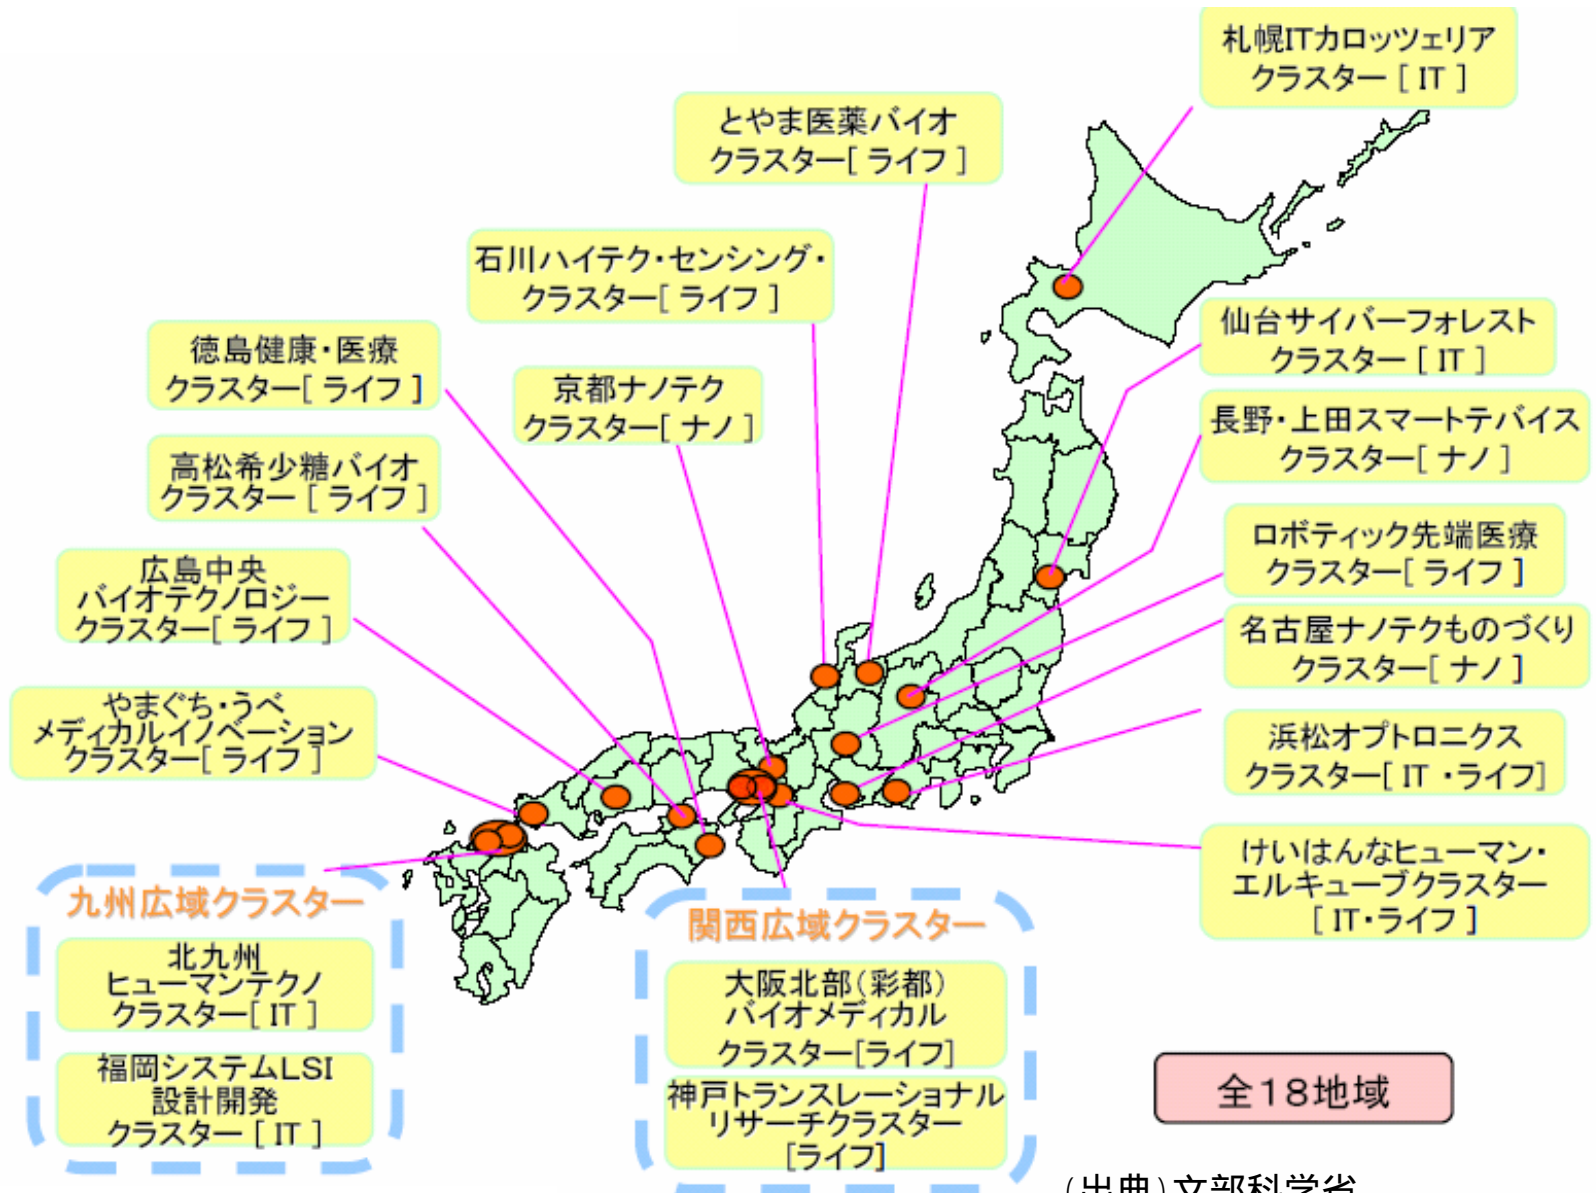 札幌ITカロッツェリア
クラスター [ IT ]
とやま医薬バイオ
クラスター[ ライフ ]
石川ハイテク・センシング・
クラスター[ ライフ ]
徳島健康・医療
クラスター[ ライフ ]
京都ナノテク
クラスター[ ナノ ]
仙台サイバーフォレスト
クラスター [ IT ]
長野・上田スマートデバイス
クラスター[ ナノ ]
高松希少糖バイオ
クラスター [ ライフ ]
ロボティック先端医療
クラスター[ ライフ ]
広島中央
バイオテクノロジー
クラスター[ ライフ ]
名古屋ナノテクものづくり
クラスター[ ナノ ]
やまぐち・うべ
メディカルイノベーション
クラスター[ ライフ ]
浜松オプトロニクス
クラスター[ IT ・ライフ]
けいはんなヒューマン・
エルキューブクラスター
[ IT・ライフ ]
九州広域クラスター
北九州
ヒューマンテクノ
クラスター[ IT ]
福岡システムLSI
設計開発
クラスター [ IT ]
関西広域クラスター
大阪北部(彩都)
バイオメディカル
クラスター[ライフ]
神戸トランスレーショナル
リサーチクラスター
[ライフ]
全18地域
(出典)文部科学省